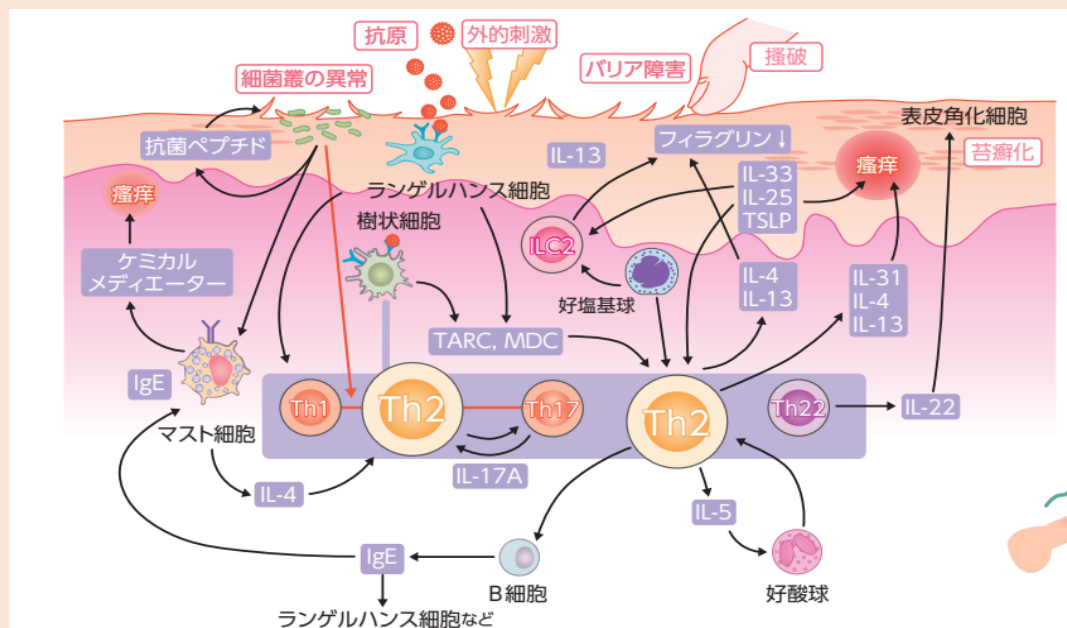 抗原
外的刺激
細菌叢の異常
バリア障害
掻破
抗菌ペプチド
IL-13
フィラグリン↓
表皮角化細胞
苔癬化
瘙痒
IL-33
IL-25
TSLP
瘙痒
ランゲルハンス細胞
樹状細胞
ILC2
好塩基球
ケミカル
メディエーター
IL-4
IL-13
IL-31
IL-4
IL-13
TARC, MDC
IgE
マスト細胞
Th1
Th2
Th17
Th2
Th22
IL-22
IL-17A
IL-4
IL-5
IgE
B細胞
好酸球
ランゲルハンス細胞など